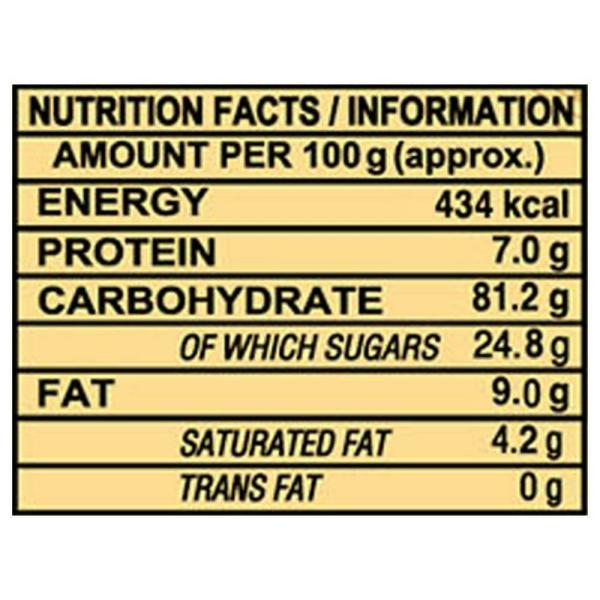 NUTRITION FACTS / INFORMATION
AMOUNT PER 100 g (approx.)
ENERGY 434 kcal
PROTEIN 7.0 g
CARBOHYDRATE 81.2 g
OF WHICH SUGARS 24.8 g
FAT 9.0 g
SATURATED FAT 4.2 g
TRANS FAT 0 g